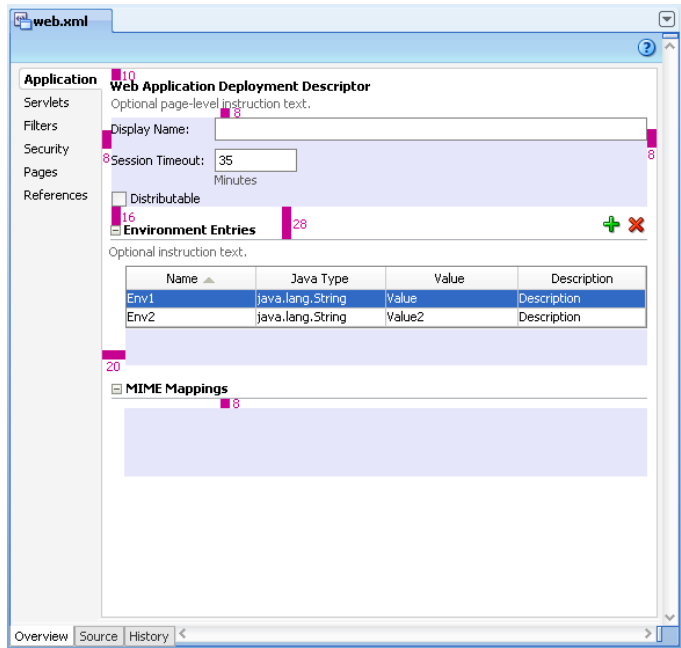 web.xml
?
Application
Servlets
Filters
Security
Pages
References
10
Web Application Deployment Descriptor
Optional page-level instruction text.
8
Display Name:
8
8
Session Timeout: 35
Minutes
Distributable
16
28
Environment Entries
Optional instruction text.
Name Java Type Value Description
Env1 java.lang.String Value Description
Env2 java.lang.String Value2 Description
20
MIME Mappings
8
Overview Source History